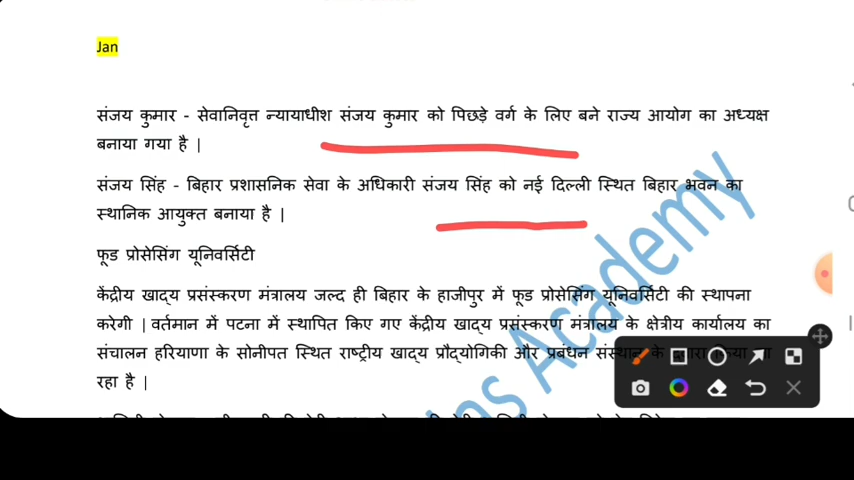 Jan
संजय कुमार - सेवानिवृत्त न्यायाधीश संजय कुमार को पिछड़े वर्ग के लिए बने राज्य आयोग का अध्यक्ष
बनाया गया है |
संजय सिंह - बिहार प्रशासनिक सेवा के अधिकारी संजय सिंह को नई दिल्ली स्थित बिहार भवन का
स्थानिक आयुक्त बनाया है |
फूड प्रोसेसिंग यूनिवर्सिटी
केंद्रीय खाद्य प्रसंस्करण मंत्रालय जल्द ही बिहार के हाजीपुर में फूड प्रोसेसिंग यूनिवर्सिटी की स्थापना
करेगी | वर्तमान में पटना में स्थापित किए गए केंद्रीय खाद्य प्रसंस्करण मंत्रालय के क्षेत्रीय कार्यालय का
संचालन हरियाणा के सोनीपत स्थित राष्ट्रीय खाद्य प्रौद्योगिकी और प्रबंधन संस्थान के
रहा है |
ins Academy